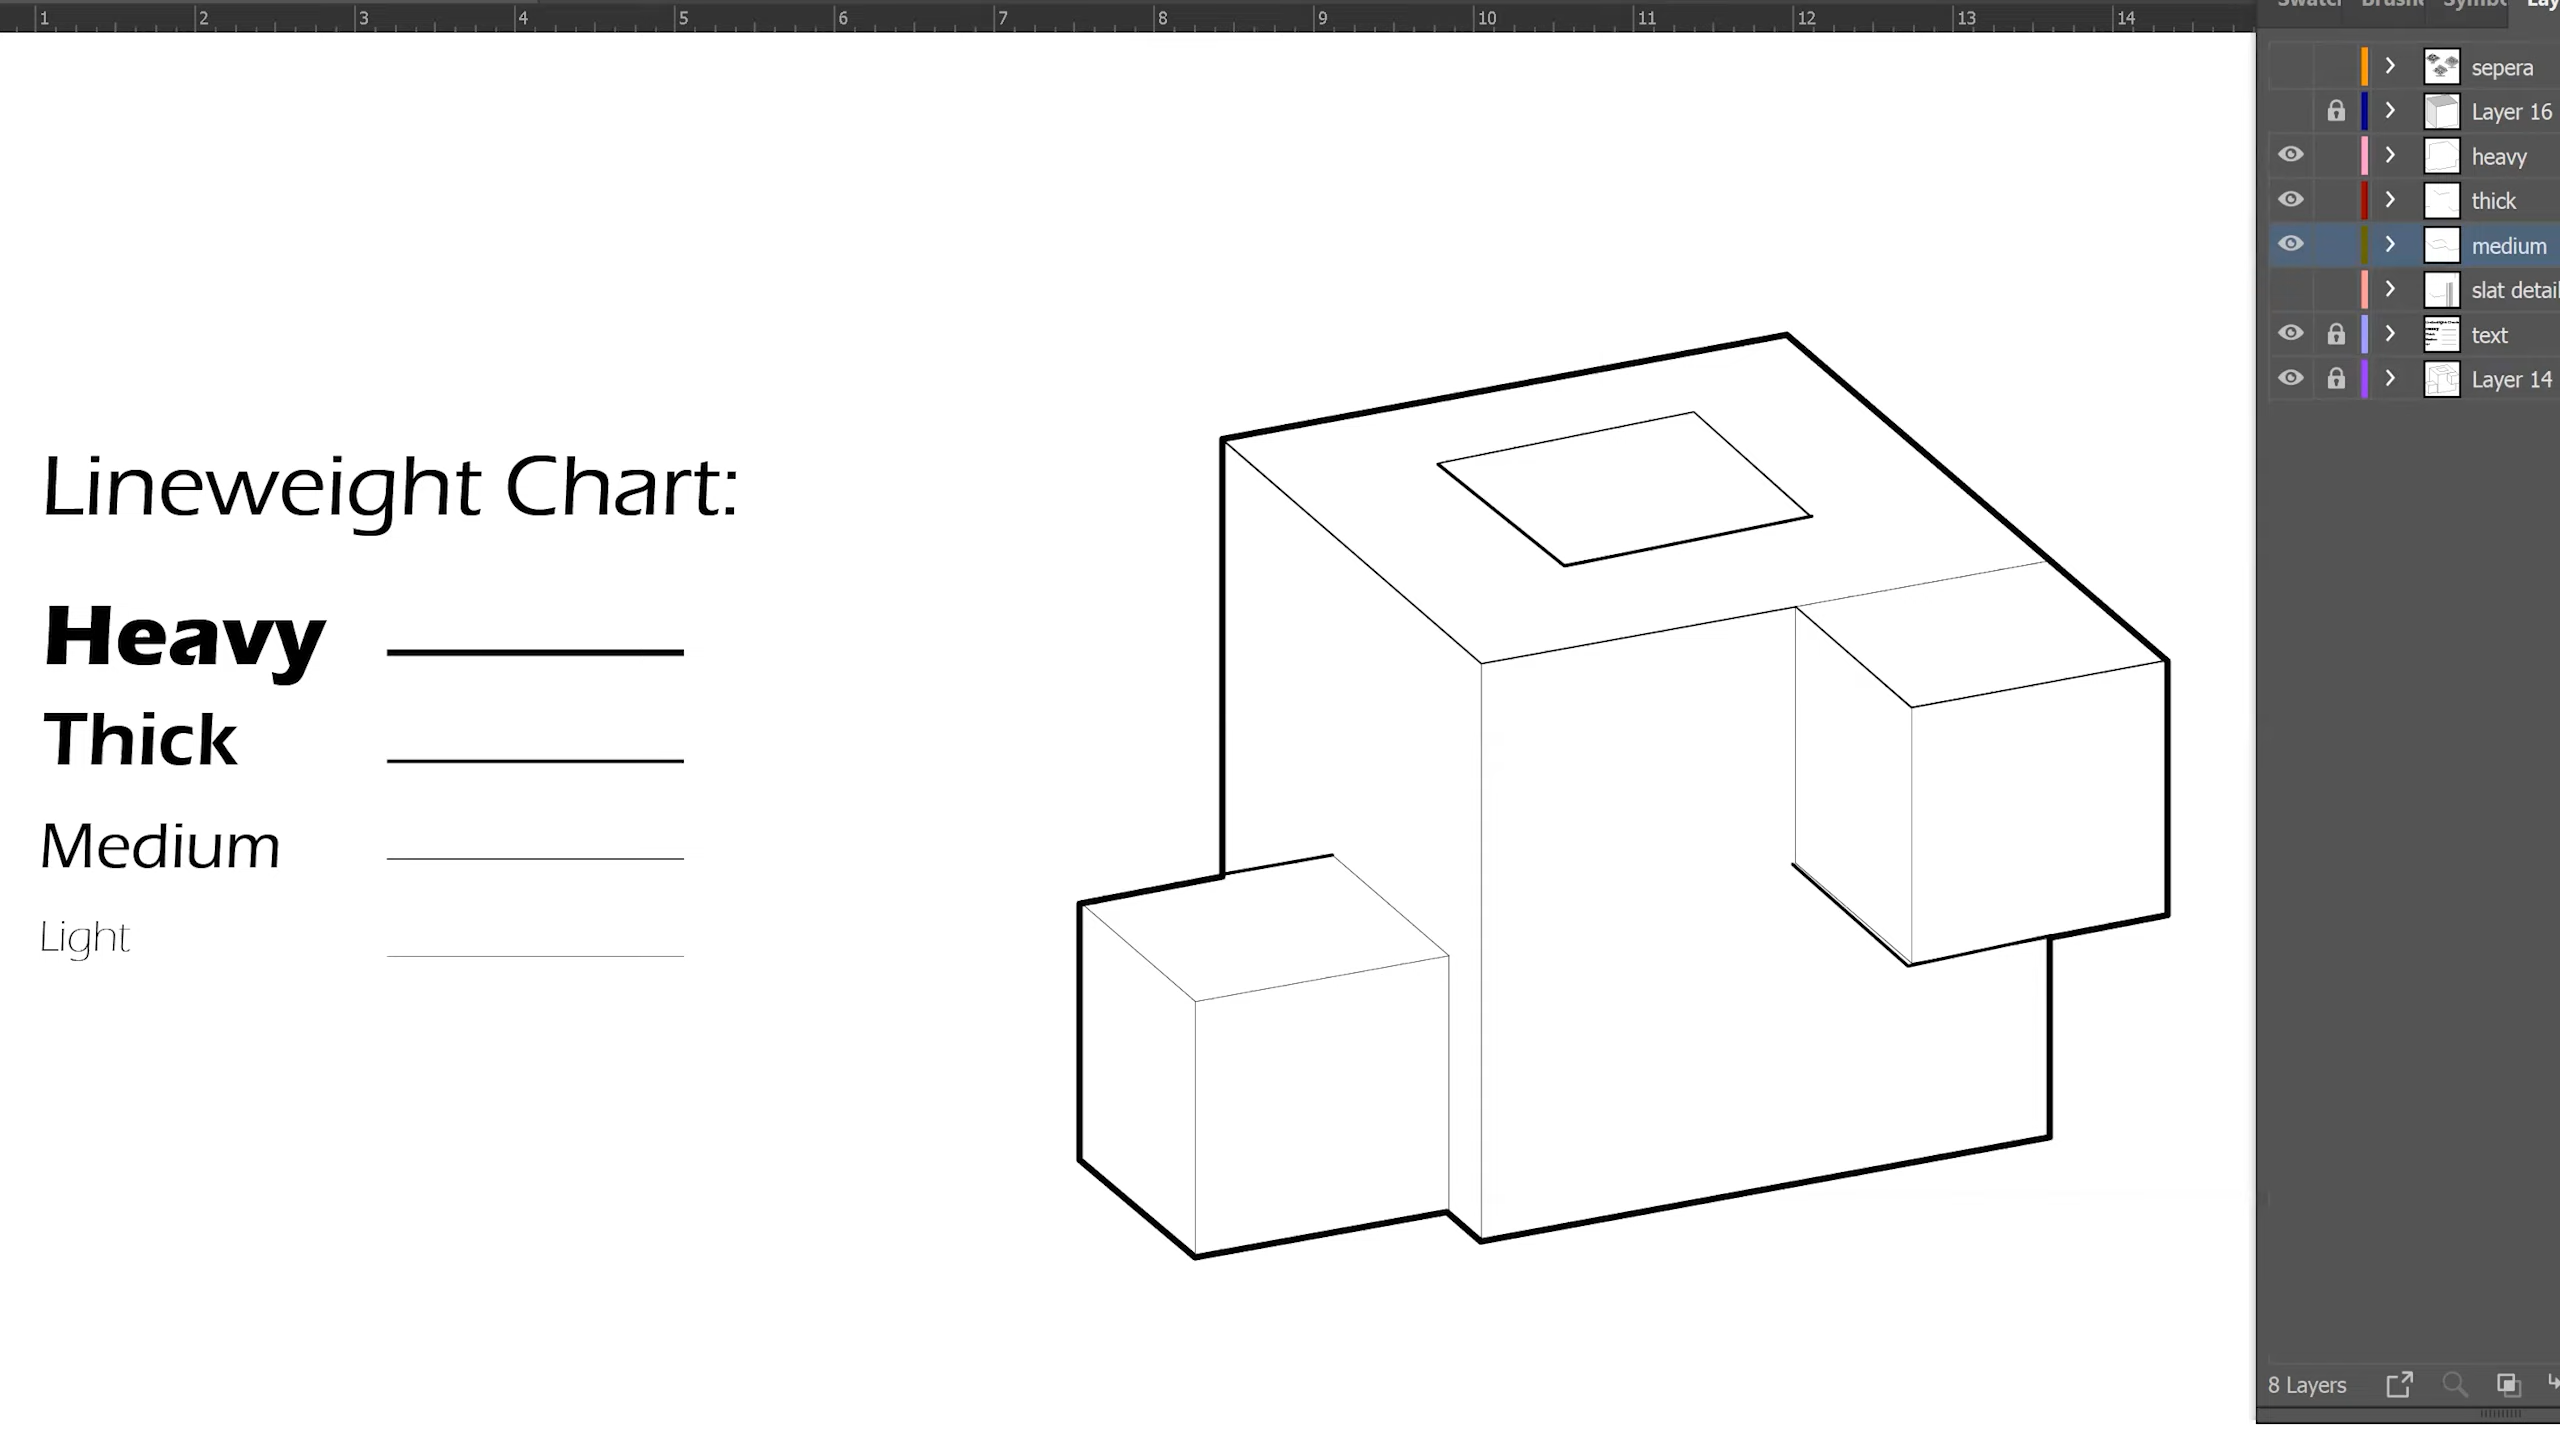 1 2 3 4 5 6 7 8 9 10 11 12 13 14
sepera
Layer 16
heavy
thick
medium
slat detail
text
Layer 14
Lineweight Chart:
Heavy
Thick
Medium
Light
8 Layers